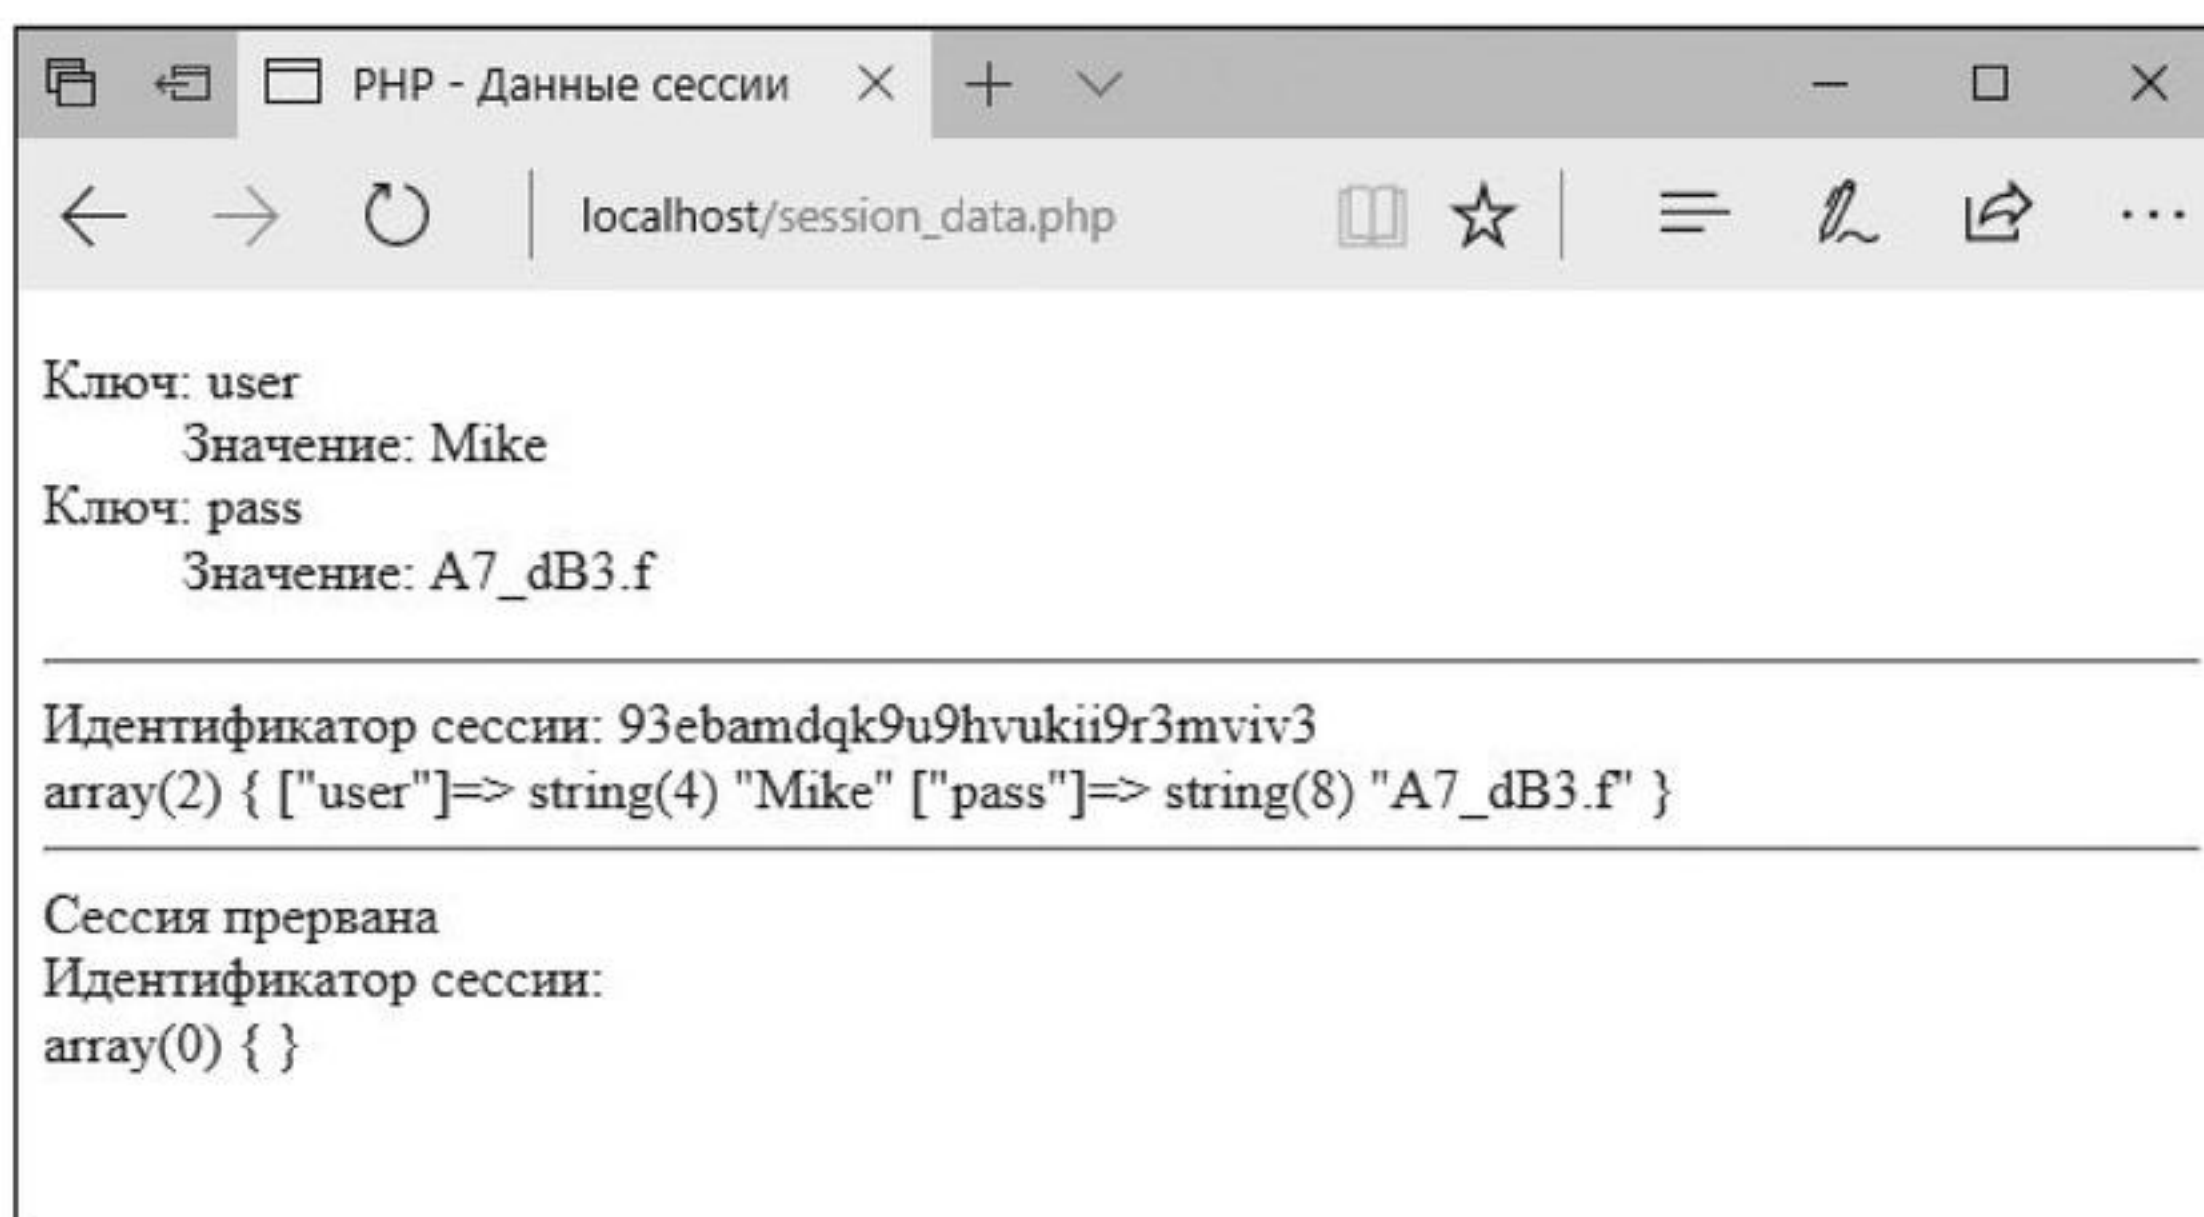 PHP - Данные сессии
localhost/session_data.php
Ключ: user
Значение: Mike
Ключ: pass
Значение: A7_dB3.f
Идентификатор сессии: 93ebamdqk9u9hvukii9r3mviv3
array(2) { ["user"]=> string(4) "Mike" ["pass"]=> string(8) "A7_dB3.f" }
Сессия прервана
Идентификатор сессии:
array(0) { }